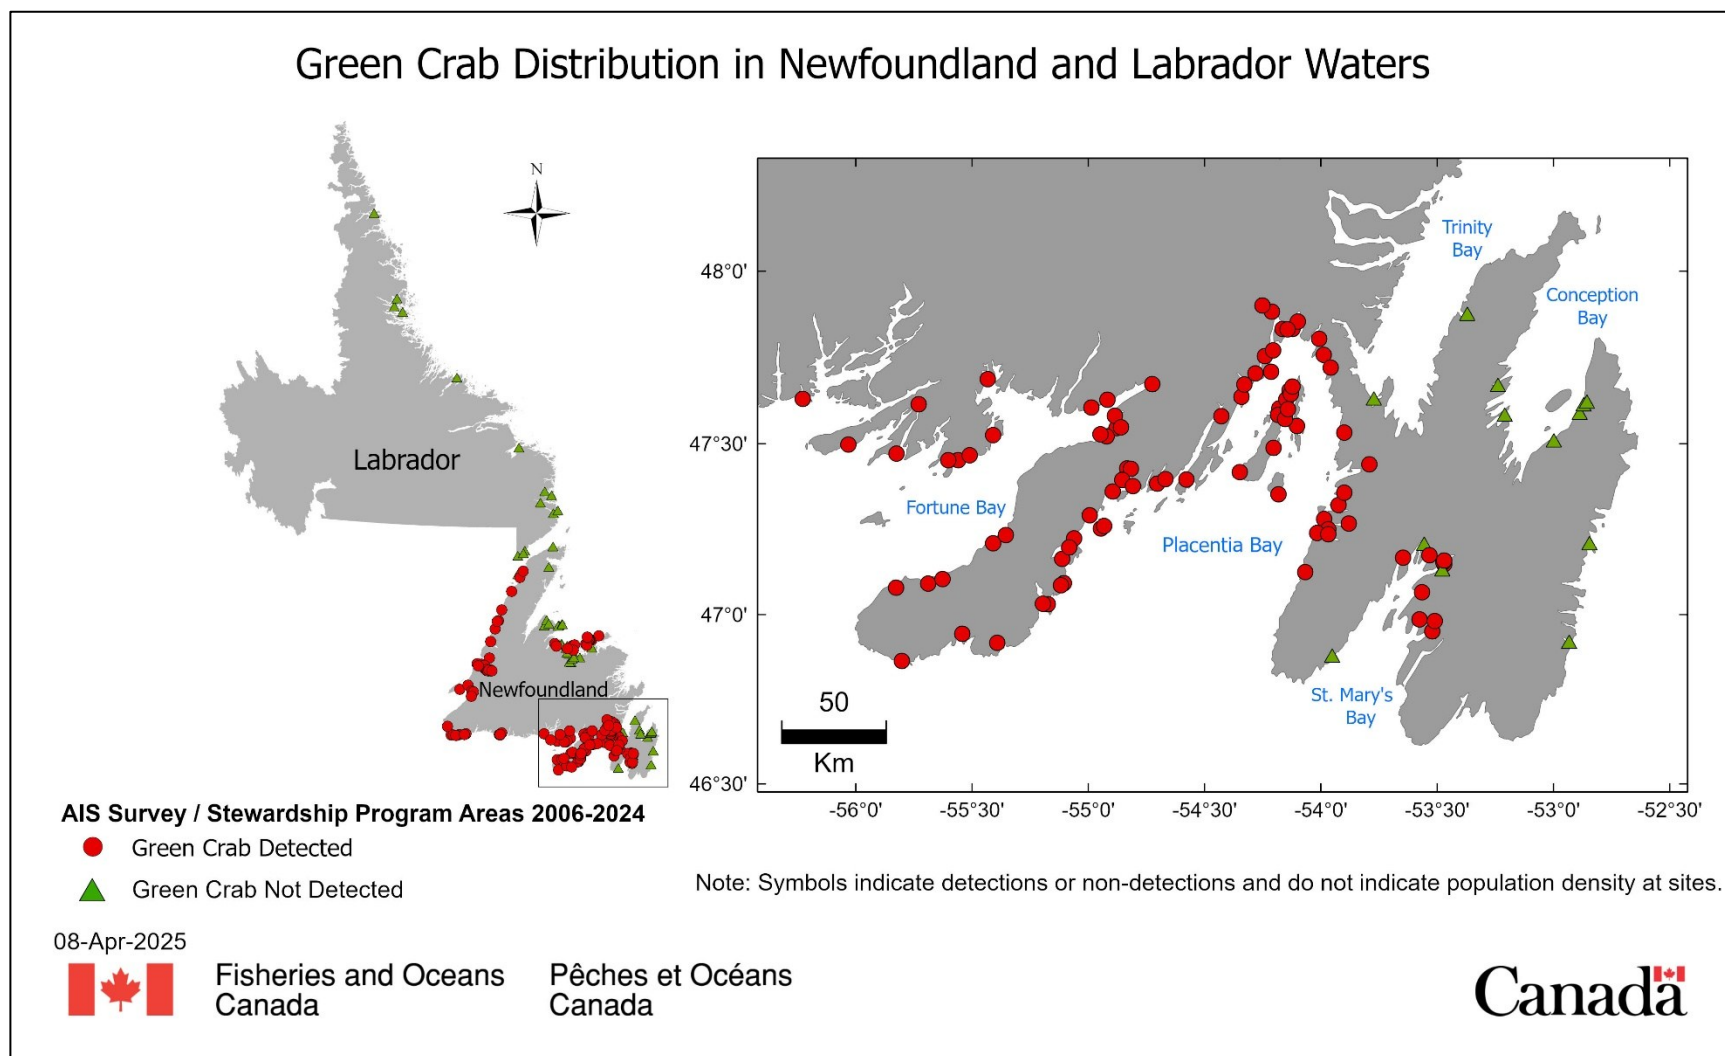 Green Crab Distribution in Newfoundland and Labrador Waters
N
Labrador
Newfoundland
48°0'
47°30'
47°0'
46°30'
-56°0'
-55°30'
-55°0'
-54°30'
-54°0'
-53°30'
-53°0'
-52°30'
Trinity
Bay
Conception
Bay
Fortune Bay
Placentia Bay
St. Mary's
Bay
50
Km
AIS Survey / Stewardship Program Areas 2006-2024
Green Crab Detected
Green Crab Not Detected
Note: Symbols indicate detections or non-detections and do not indicate population density at sites.
08-Apr-2025
Fisheries and Oceans
Canada
Pêches et Océans
Canada
Canada